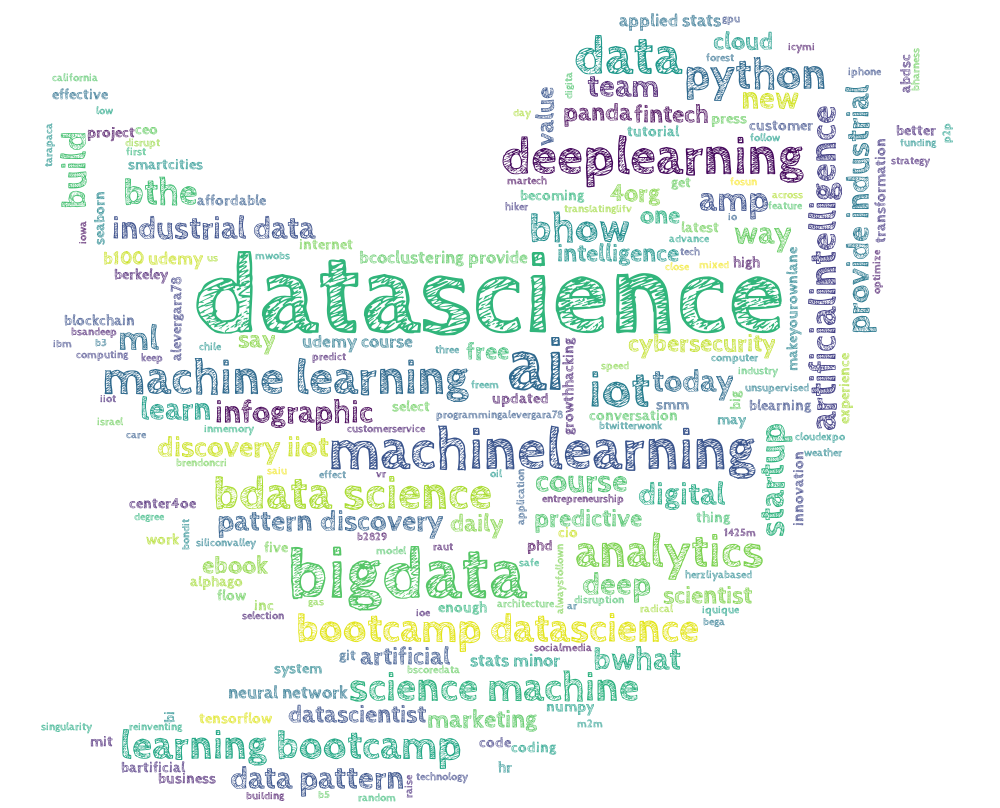 applied stats
gpu
data
cloud
icymi
california
effective
low
digita
team
forest
python
iphone
abdsc
bharness
new
value
panda
fintech
day
press
customer
tarapaca
build
project
ceo
disrupt
first
smartcities
tutorial
follow
better
funding
p2p
strategy
deeplearning
artificialintelligence
provide industrial
transformation
martech
becoming
get
4org
fosun
amp
across
feature
bthe
affordable
seaborn
iowa
hiker
translatinglifv
one
io
latest
way
industrial data
internet
bhow
advance
intelligence
tech
b100 udemy
us
mwobs
bcoclustering provide
close
mixed
high
optimize
berkeley
alevergara78
datascience
makeyourownlane
blockchain
bsandeep
ibm
b3
ml
computing
keep
chile
say
udemy course
predict
three
free
ai
growthhacking
cybersecurity
computer
speed
industry
experience
machine learning
freem
updated
iot
today
unsupervised
iiot
learn
infographic
select
programmingalevergara78
conversation
smm
big
blearning
israel
inmemory
customerservice
btwitterwonk
may
care
discovery iiot
machinelearning
startup
cloudexpo
weather
brendoncri
saiu
effect
vr
oil
innovation
bdata science
application
course
entrepreneurship
digital
center4oe
degree
bondit
pattern discovery
daily
predictive
thing
work
siliconvalley
b2829
cio
1425m
five
model
raut
phd
analytics
ebook
bigdata
safe
alwaysfollown
herzliyabased
alphago
flow
deep
scientist
inc
gas
ioe
enough
architecture
ar
disruption
radical
iquique
selection
bega
bootcamp datascience
git
artificial
socialmedia
stats minor
bwhat
system
bscoredata
neural network
science machine
numpy
bi
tensorflow
datascientist
marketing
m2m
singularity
reinventing
mit
learning bootcamp
code
coding
bartificial
business
data pattern
raise
technology
hr
building
b5
random